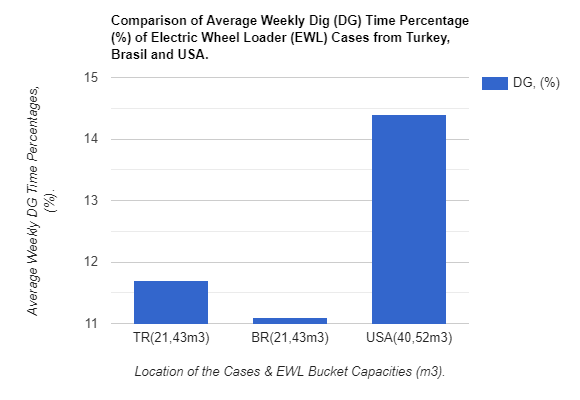 Comparison of Average Weekly Dig (DG) Time Percentage
(%) of Electric Wheel Loader (EWL) Cases from Turkey,
Brasil and USA.
DG, (%)
Average Weekly DG Time Percentages,
(%).
15
14
13
12
11
TR(21,43m3)
BR(21,43m3)
USA(40,52m3)
Location of the Cases & EWL Bucket Capacities (m3).